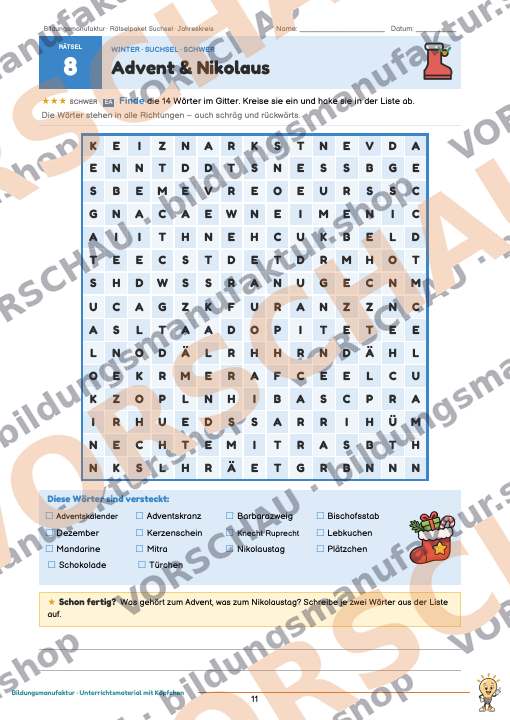 Bildungsmanufaktur · Rätselpaket Suchsel · Jahreskreis Name: Datum:
RÄTSEL
8
WINTER · SUCHSEL · SCHWER
Advent & Nikolaus
★★★ SCHWER EA Finde die 14 Wörter im Gitter. Kreise sie ein und hake sie in der Liste ab.
Die Wörter stehen in alle Richtungen – auch schräg und rückwärts.
K E I Z N A R K S T N E V D A
E N N T D D T S N E S S B G E
S B E M E V R E O E U R S S C
G N A C A E W N E I M E N I C
A I I T H N E H C U K B E L D
T E E C S T D E T D R M H O T
S H D W S S R A N U G E C N M
U C A G Z K F U R A N Z Z N C
A S L T A A D O P I T E T E E
L N O D Ä L R H H R N D Ä H L
O E K R M E R A F C E E L C U
K Z O P L N H I B A S C P R A
I R H U E D S S A R R I H Ü M
N E C H T E M I T R A S B T H
N K S L H R Ä E T G R B N N N
Diese Wörter sind versteckt:
Adventskalender Adventskranz Barbarazweig Bischofsstab
Dezember Kerzenschein Knecht Ruprecht Lebkuchen
Mandarine Mitra Nikolaustag Plätzchen
Schokolade Türchen
★ Schon fertig? Was gehört zum Advent, was zum Nikolaustag? Schreibe je zwei Wörter aus der Liste
auf.
Bildungsmanufaktur · Unterrichtsmaterial mit Köpfchen
11
VORSCHAU · bildungsmanufaktur.shop
VORSCHAU